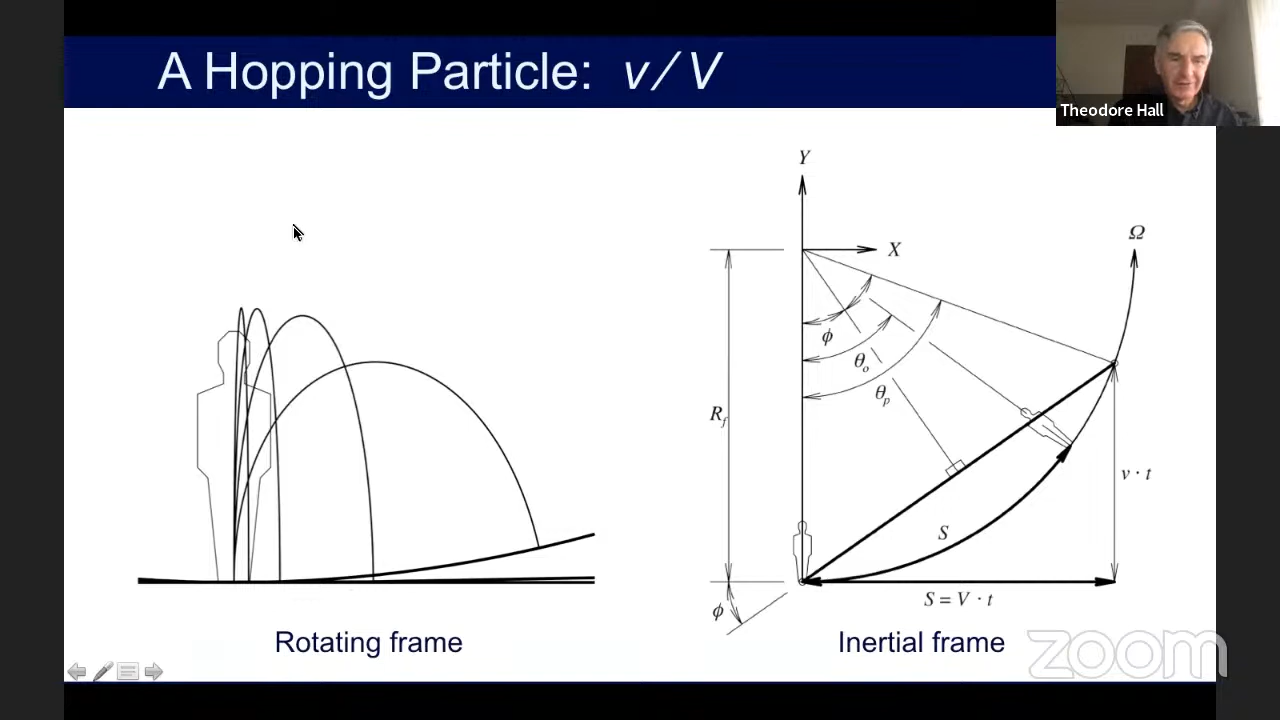 A Hopping Particle: v/V
Theodore Hall
Y
X
Ω
ϕ
θo
θp
Rf
v · t
S
S = V · t
ϕ
Rotating frame
Inertial frame
zoom